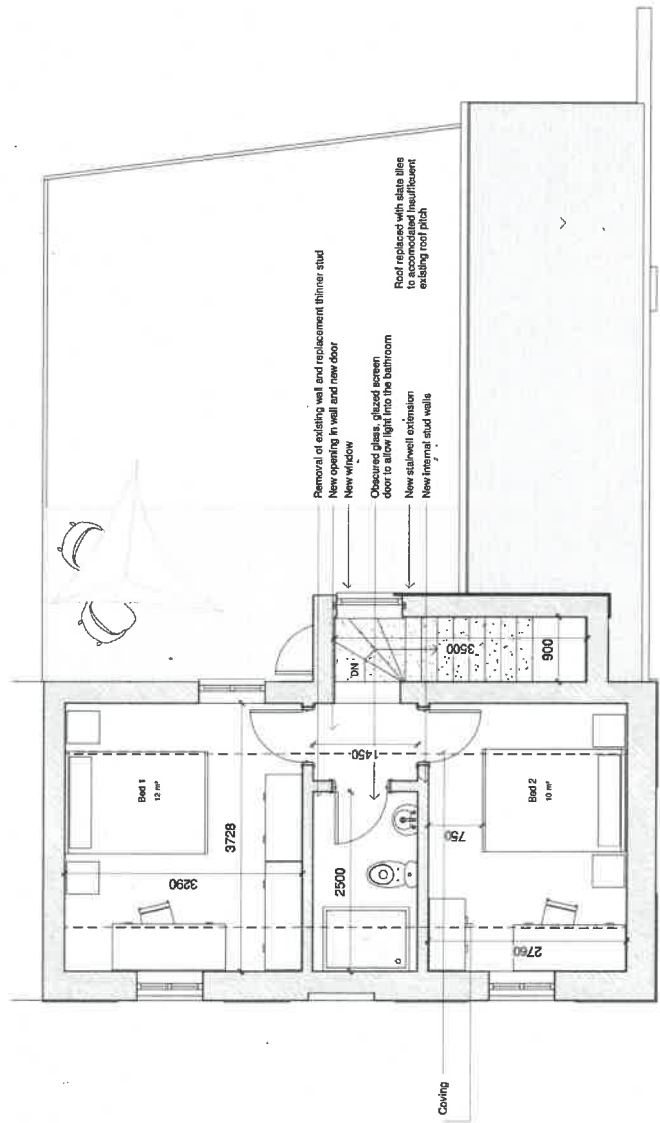 Removal of existing wall and replacement thinner stud
New opening in wall and new door
New window
Obscured glass, glazed screen
door to allow light into the bathroom
New stairwell extension
New internal stud walls
Roof replaced with slate tiles
to accomodated insufficuent
existing roof pitch
Bed 1
12 m²
3728
3290
2500
1450
DN
3500
900
Bed 2
10 m²
750
2760
Coving